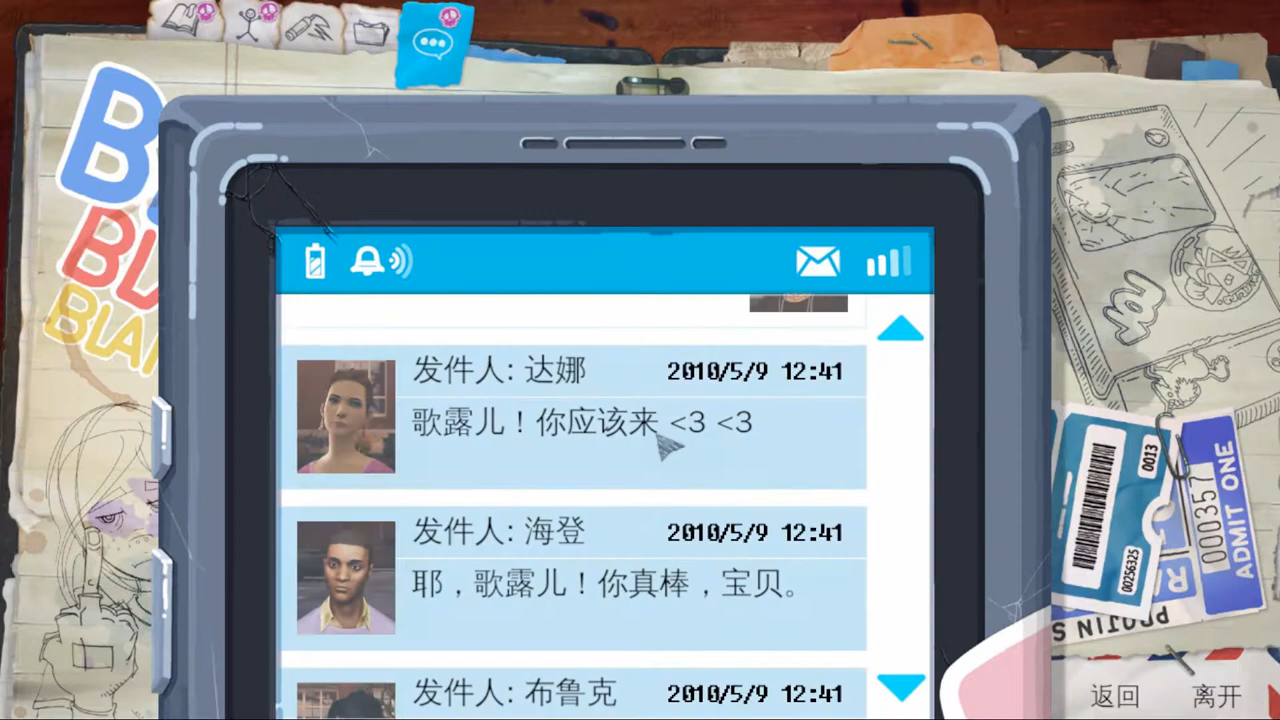 发件人: 达娜 2010/5/9 12:41
歌露儿！你应该来 <3 <3
发件人: 海登 2010/5/9 12:41
耶，歌露儿！你真棒，宝贝。
发件人: 布鲁克 2010/5/9 12:41
0013
00256325
000357
ADMIT ONE
返回 离开